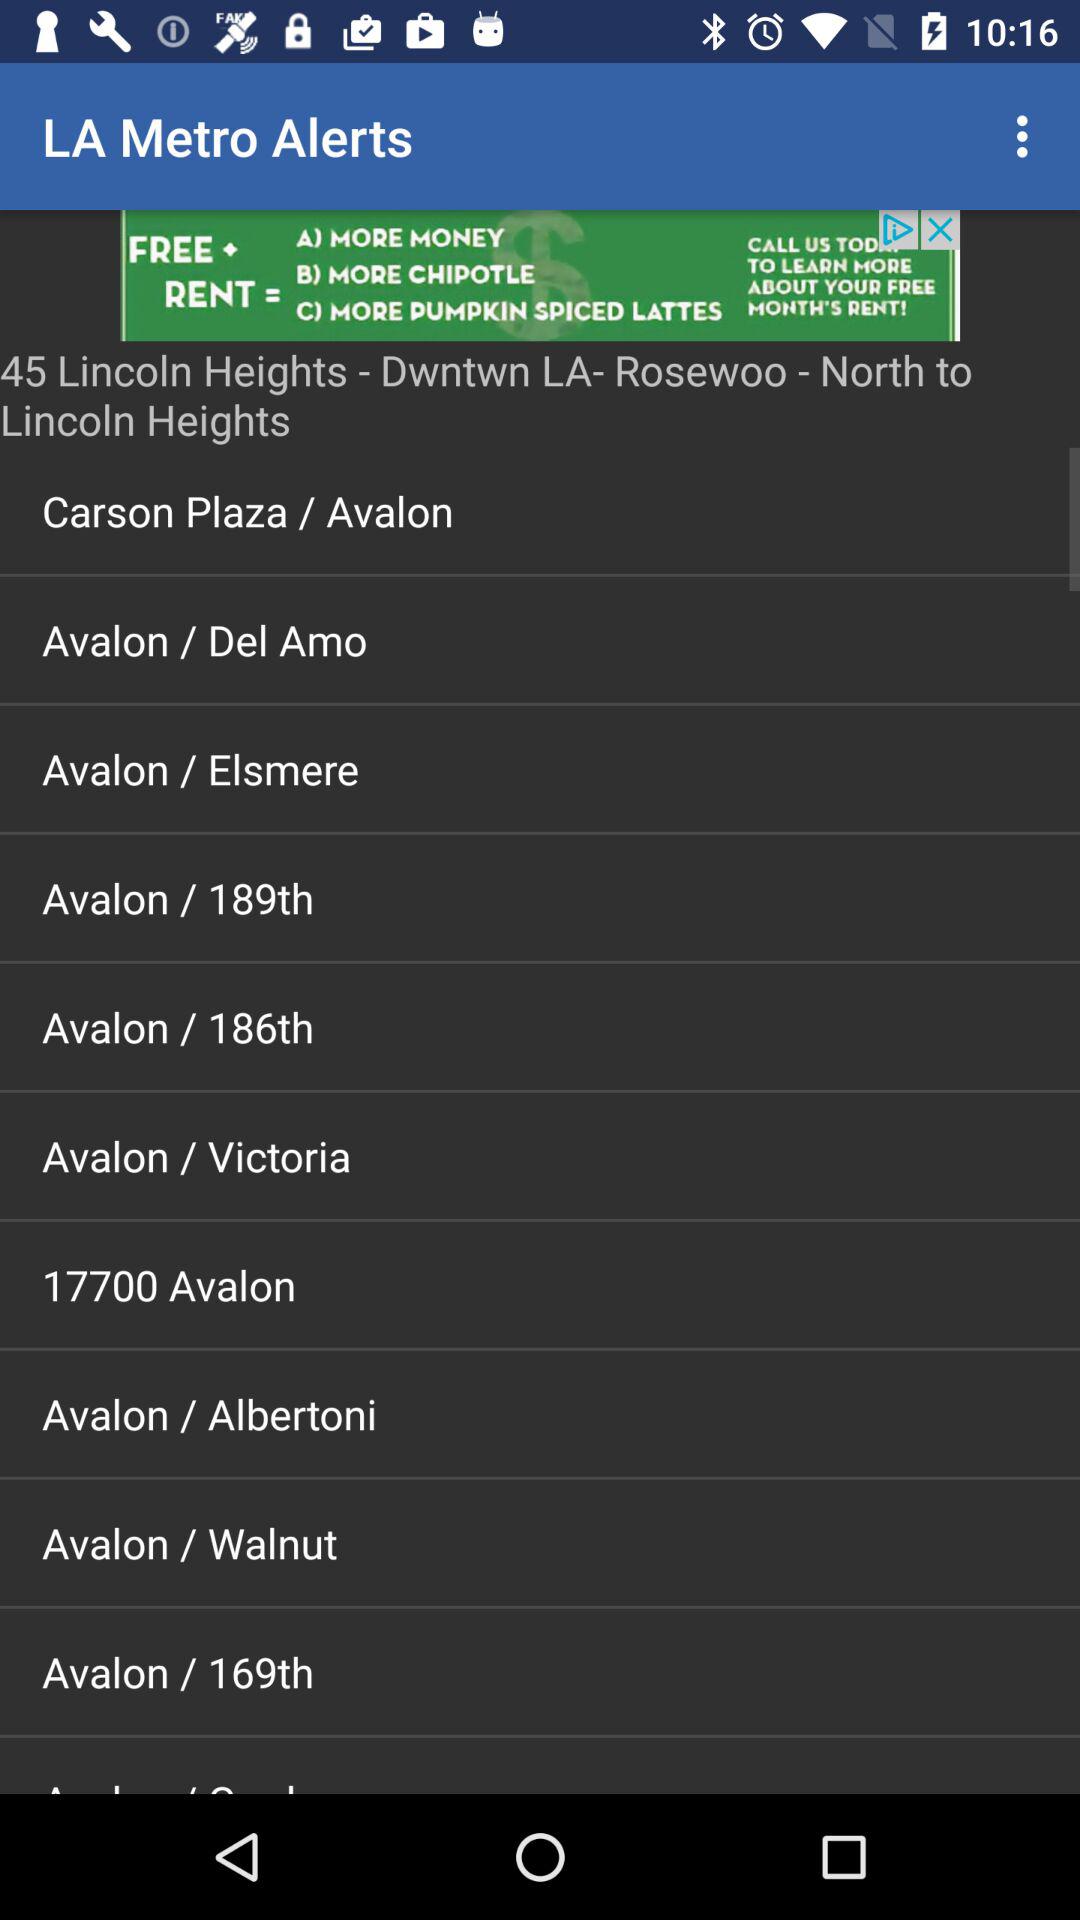 FAKE
10:16
LA Metro Alerts
FREE +
RENT =
A) MORE MONEY
B) MORE CHIPOTLE
C) MORE PUMPKIN SPICED LATTES
CALL US
TO LEARN MORE
ABOUT YOUR FREE
MONTH'S RENT!
45 Lincoln Heights - Dwntwn LA- Rosewoo - North to
Lincoln Heights
Carson Plaza / Avalon
Avalon / Del Amo
Avalon / Elsmere
Avalon / 189th
Avalon / 186th
Avalon / Victoria
17700 Avalon
Avalon / Albertoni
Avalon / Walnut
Avalon / 169th